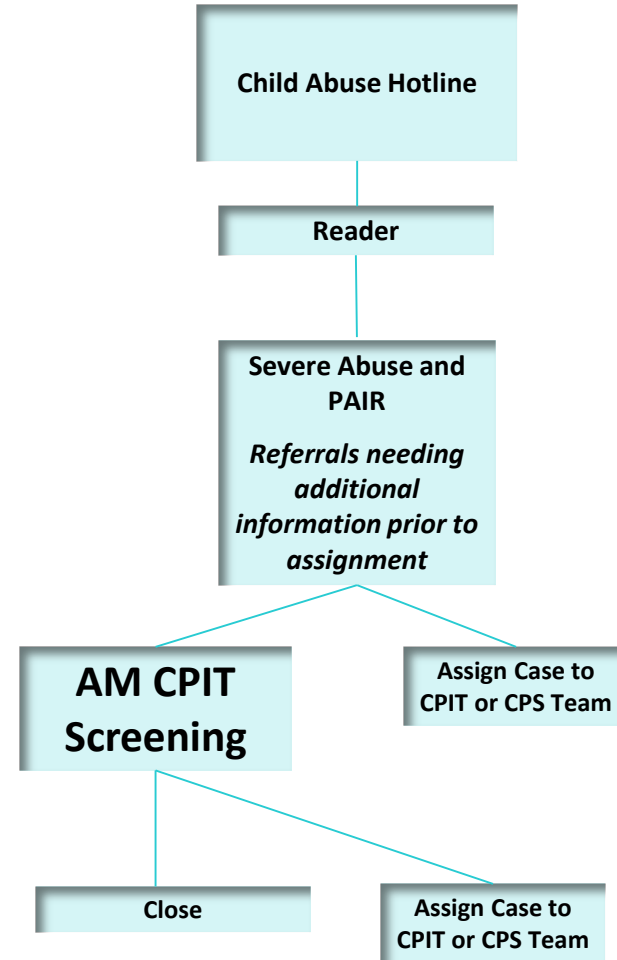 Child Abuse Hotline
Reader
Severe Abuse and
PAIR
Referrals needing
additional
information prior to
assignment
AM CPIT
Screening
Assign Case to
CPIT or CPS Team
Close
Assign Case to
CPIT or CPS Team